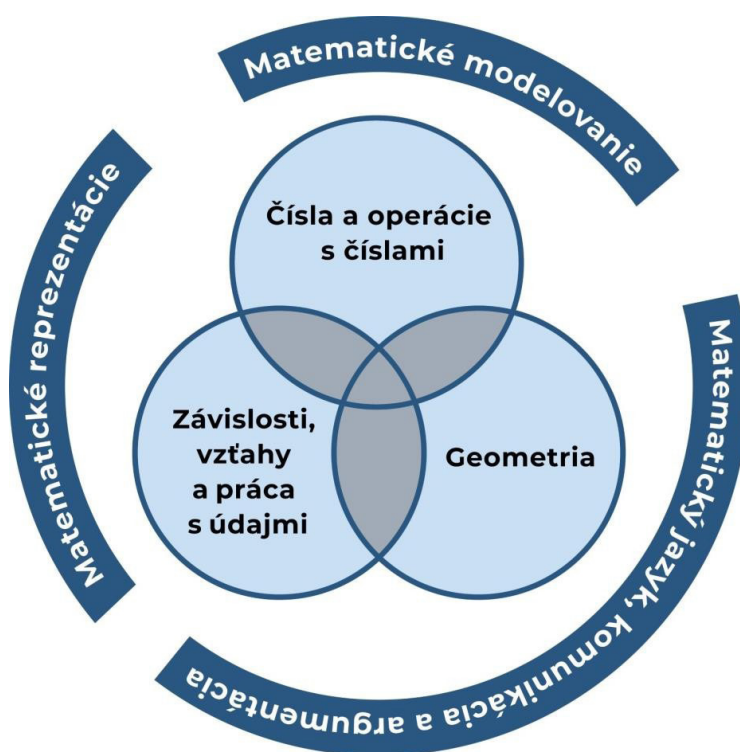 Matematické modelovanie
Matematické reprezentácie
Čísla a operácie
s číslami
Závislosti,
vzťahy
a práca
s údajmi
Geometria
Matematický jazyk, komunikácia a argumentácia